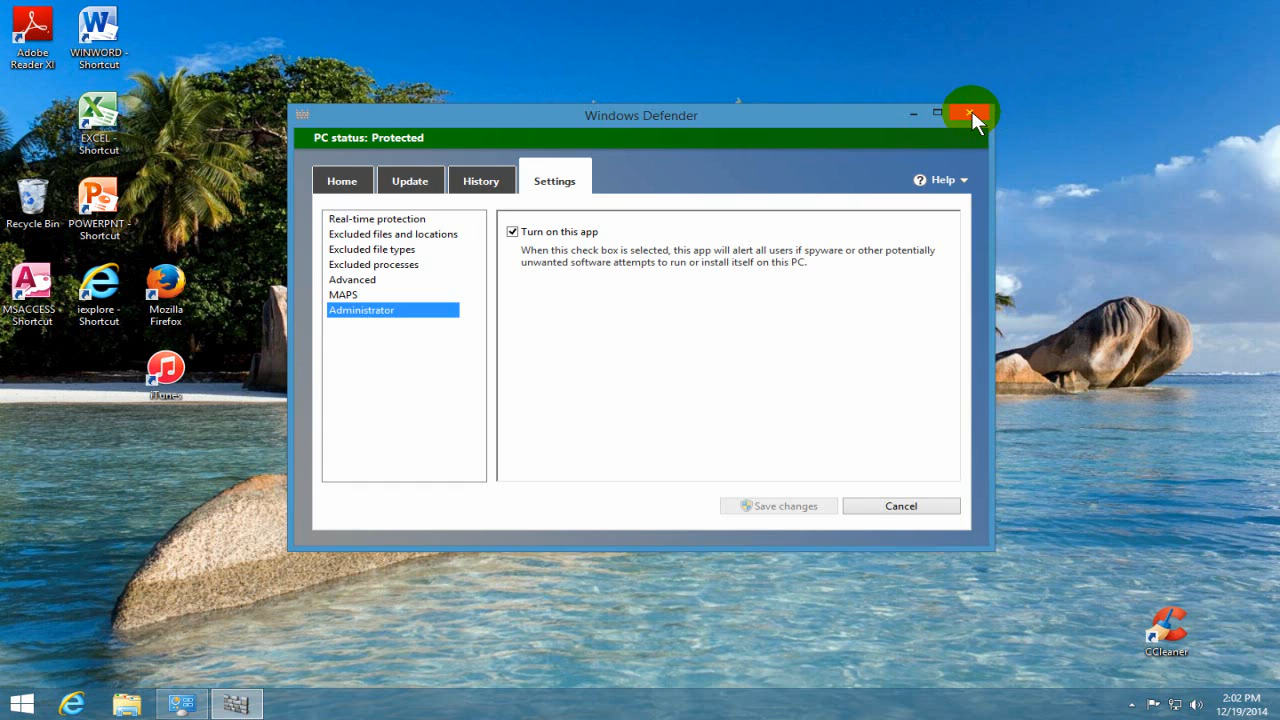 Adobe
Reader XI
WINWORD -
Shortcut
EXCEL -
Shortcut
Recycle Bin
POWERPNT -
Shortcut
MSACCESS -
Shortcut
iexplore -
Shortcut
Mozilla
Firefox
iTunes
Windows Defender
PC status: Protected
Home
Update
History
Settings
Help
Real-time protection
Excluded files and locations
Excluded file types
Excluded processes
Advanced
MAPS
Administrator
Turn on this app
When this check box is selected, this app will alert all users if spyware or other potentially
unwanted software attempts to run or install itself on this PC.
Save changes
Cancel
CCleaner
2:02 PM
12/19/2014